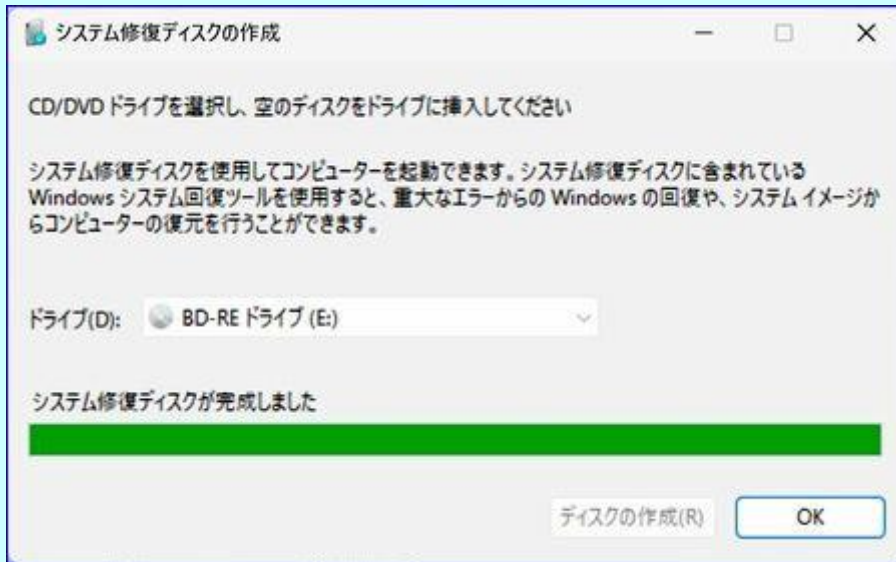 システム修復ディスクの作成
CD/DVD ドライブを選択し、空のディスクをドライブに挿入してください
システム修復ディスクを使用してコンピューターを起動できます。システム修復ディスクに含まれている
Windows システム回復ツールを使用すると、重大なエラーからの Windows の回復や、システム イメージか
らコンピューターの復元を行うことができます。
ドライブ(D): BD-RE ドライブ (E:)
システム修復ディスクが完成しました
ディスクの作成(R) OK